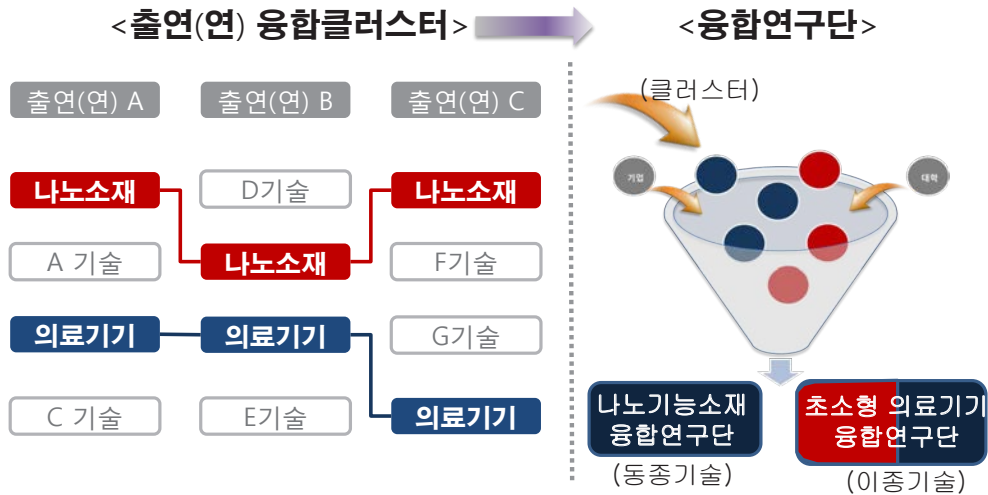 <출연(연) 융합클러스터>
<융합연구단>
출연(연) A
출연(연) B
출연(연) C
나노소재
D기술
나노소재
A 기술
나노소재
F기술
의료기기
의료기기
G기술
C 기술
E기술
의료기기
(클러스터)
기업
대학
나노기능소재
융합연구단
(동종기술)
초소형 의료기기
융합연구단
(이종기술)